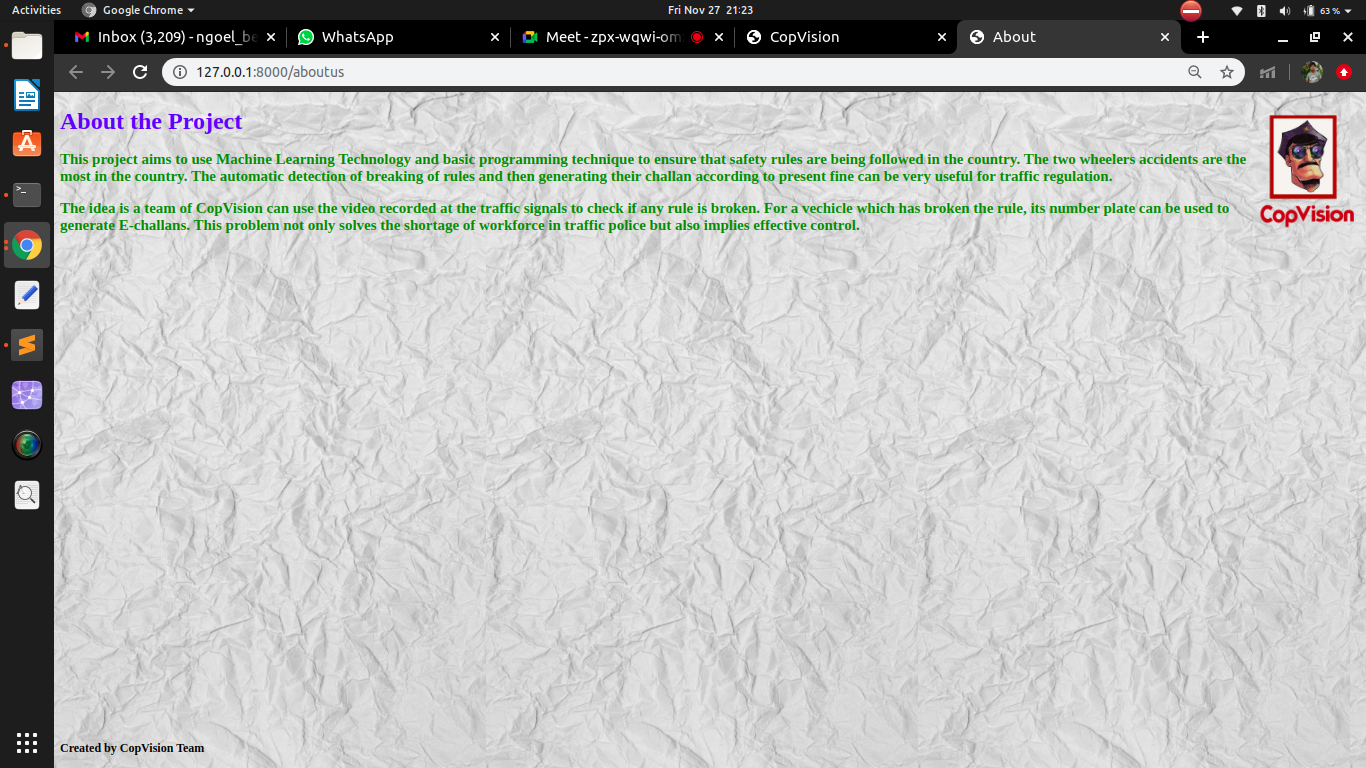 Activities Google Chrome Fri Nov 27 21:23 63 %
Inbox (3,209) - ngoel_be WhatsApp Meet - zpx-wqwi-om CopVision About
127.0.0.1:8000/aboutus
About the Project
This project aims to use Machine Learning Technology and basic programming technique to ensure that safety rules are being followed in the country. The two wheelers accidents are the
most in the country. The automatic detection of breaking of rules and then generating their challan according to present fine can be very useful for traffic regulation.
The idea is a team of CopVision can use the video recorded at the traffic signals to check if any rule is broken. For a vechicle which has broken the rule, its number plate can be used to
generate E-challans. This problem not only solves the shortage of workforce in traffic police but also implies effective control.
CopVision
Created by CopVision Team